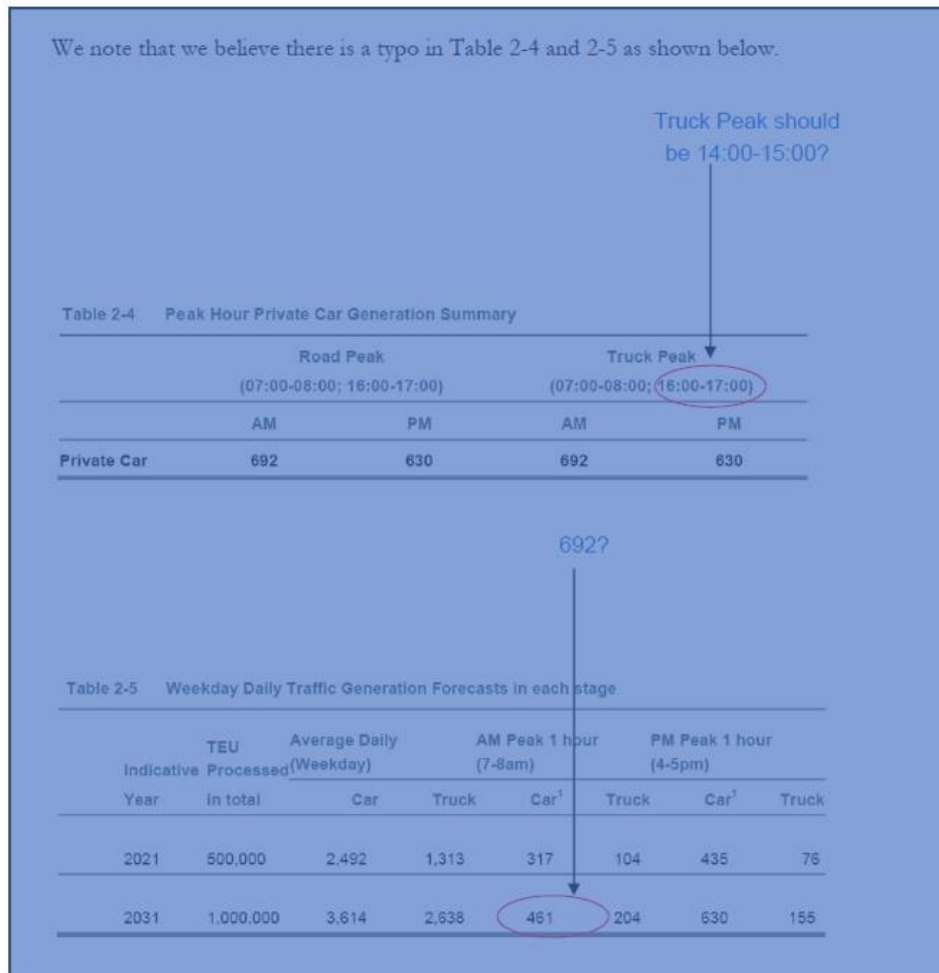 We note that we believe there is a typo in Table 2-4 and 2-5 as shown below.
Truck Peak should
be 14:00-15:00?
Table 2-4 Peak Hour Private Car Generation Summary
Road Peak Truck Peak
(07:00-08:00; 16:00-17:00) (07:00-08:00; 16:00-17:00)
AM PM AM PM
Private Car 692 630 692 630
692?
Table 2-5 Weekday Daily Traffic Generation Forecasts in each stage
TEU Average Daily AM Peak 1 hour PM Peak 1 hour
Indicative Processed (Weekday) (7-8am) (4-5pm)
Year in total Car Truck Car¹ Truck Car¹ Truck
2021 500,000 2,492 1,313 317 104 435 76
2031 1,000,000 3,614 2,638 461 204 630 155